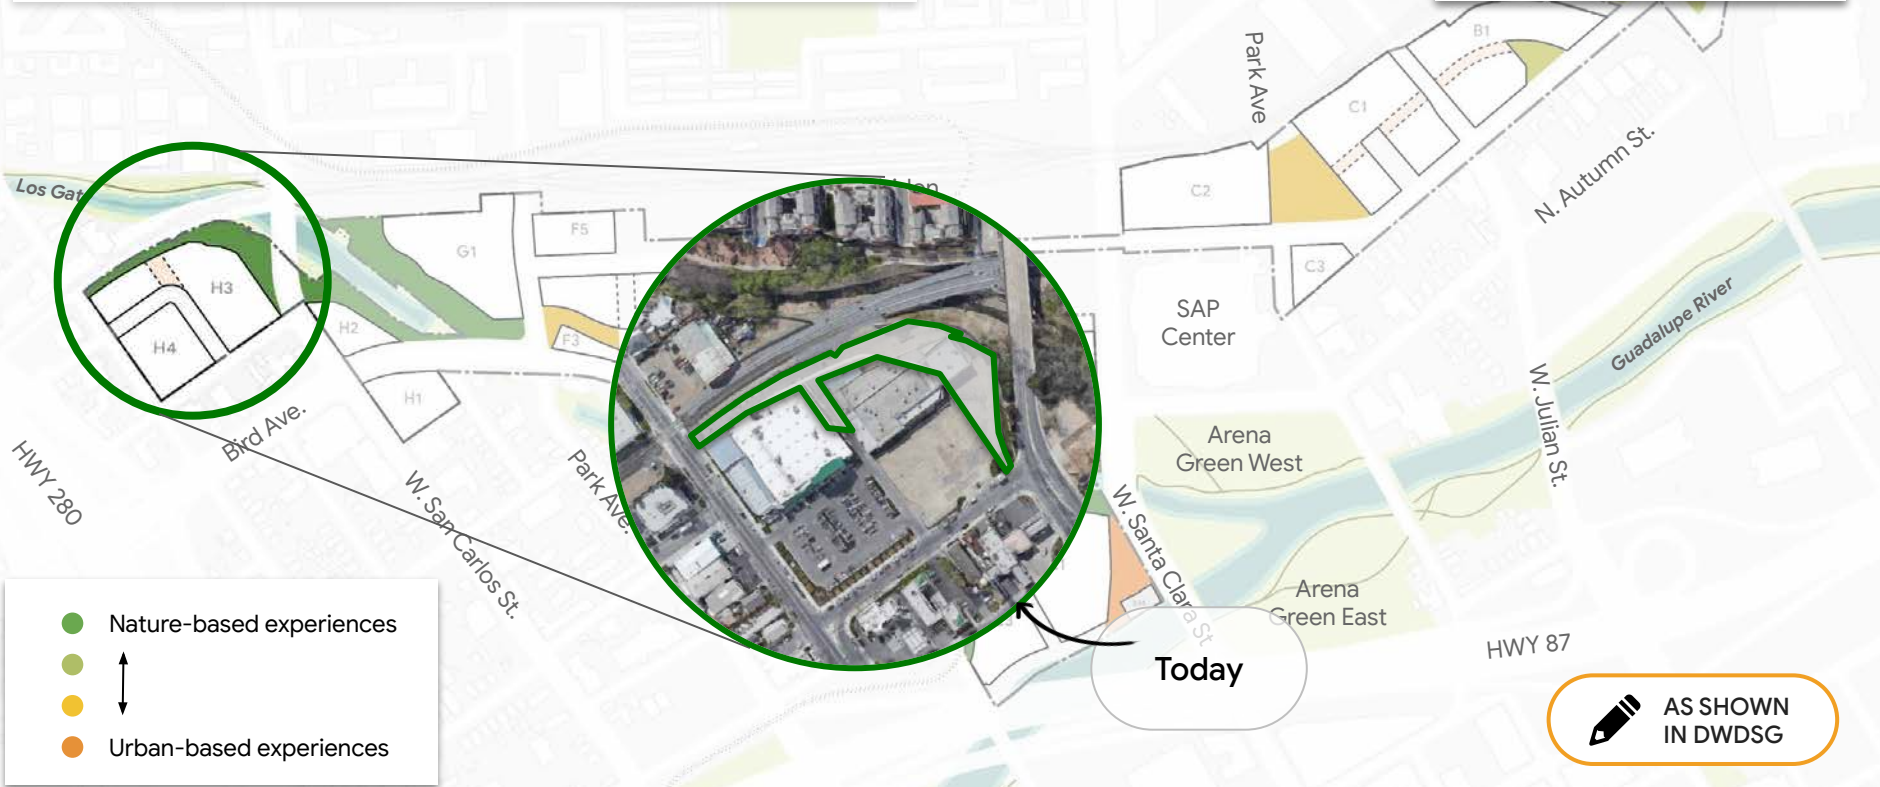 B1
Park Ave
C1
N. Autumn St.
Los Gat
C2
H3
G1
F5
C3
SAP
Center
Guadalupe River
H2
F3
H4
H1
Bird Ave.
W. Julian St.
Arena
Green West
HWY 280
W. San Carlos St.
Park Ave.
W. Santa Clara St
Arena
Green East
HWY 87
Today
Nature-based experiences
Urban-based experiences
AS SHOWN
IN DWDSG